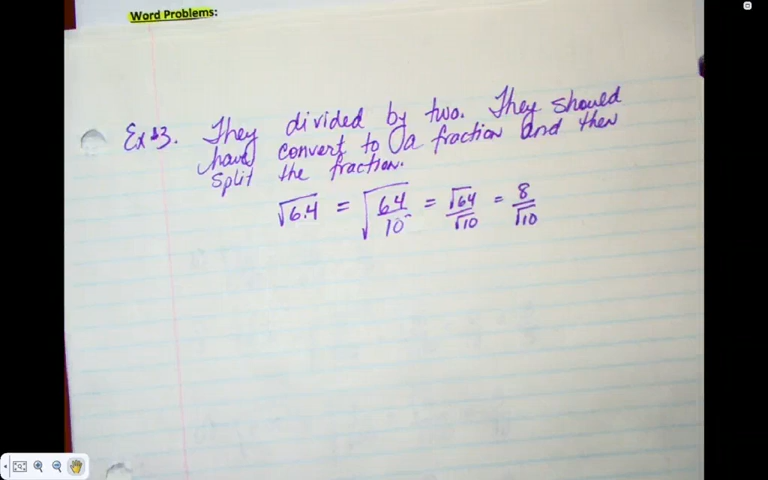 Word Problems:
Ex #3. They divided by two. They should
have convert to a fraction and then
split the fraction.
√6.4 = √(64/10) = √64/√10 = 8/√10